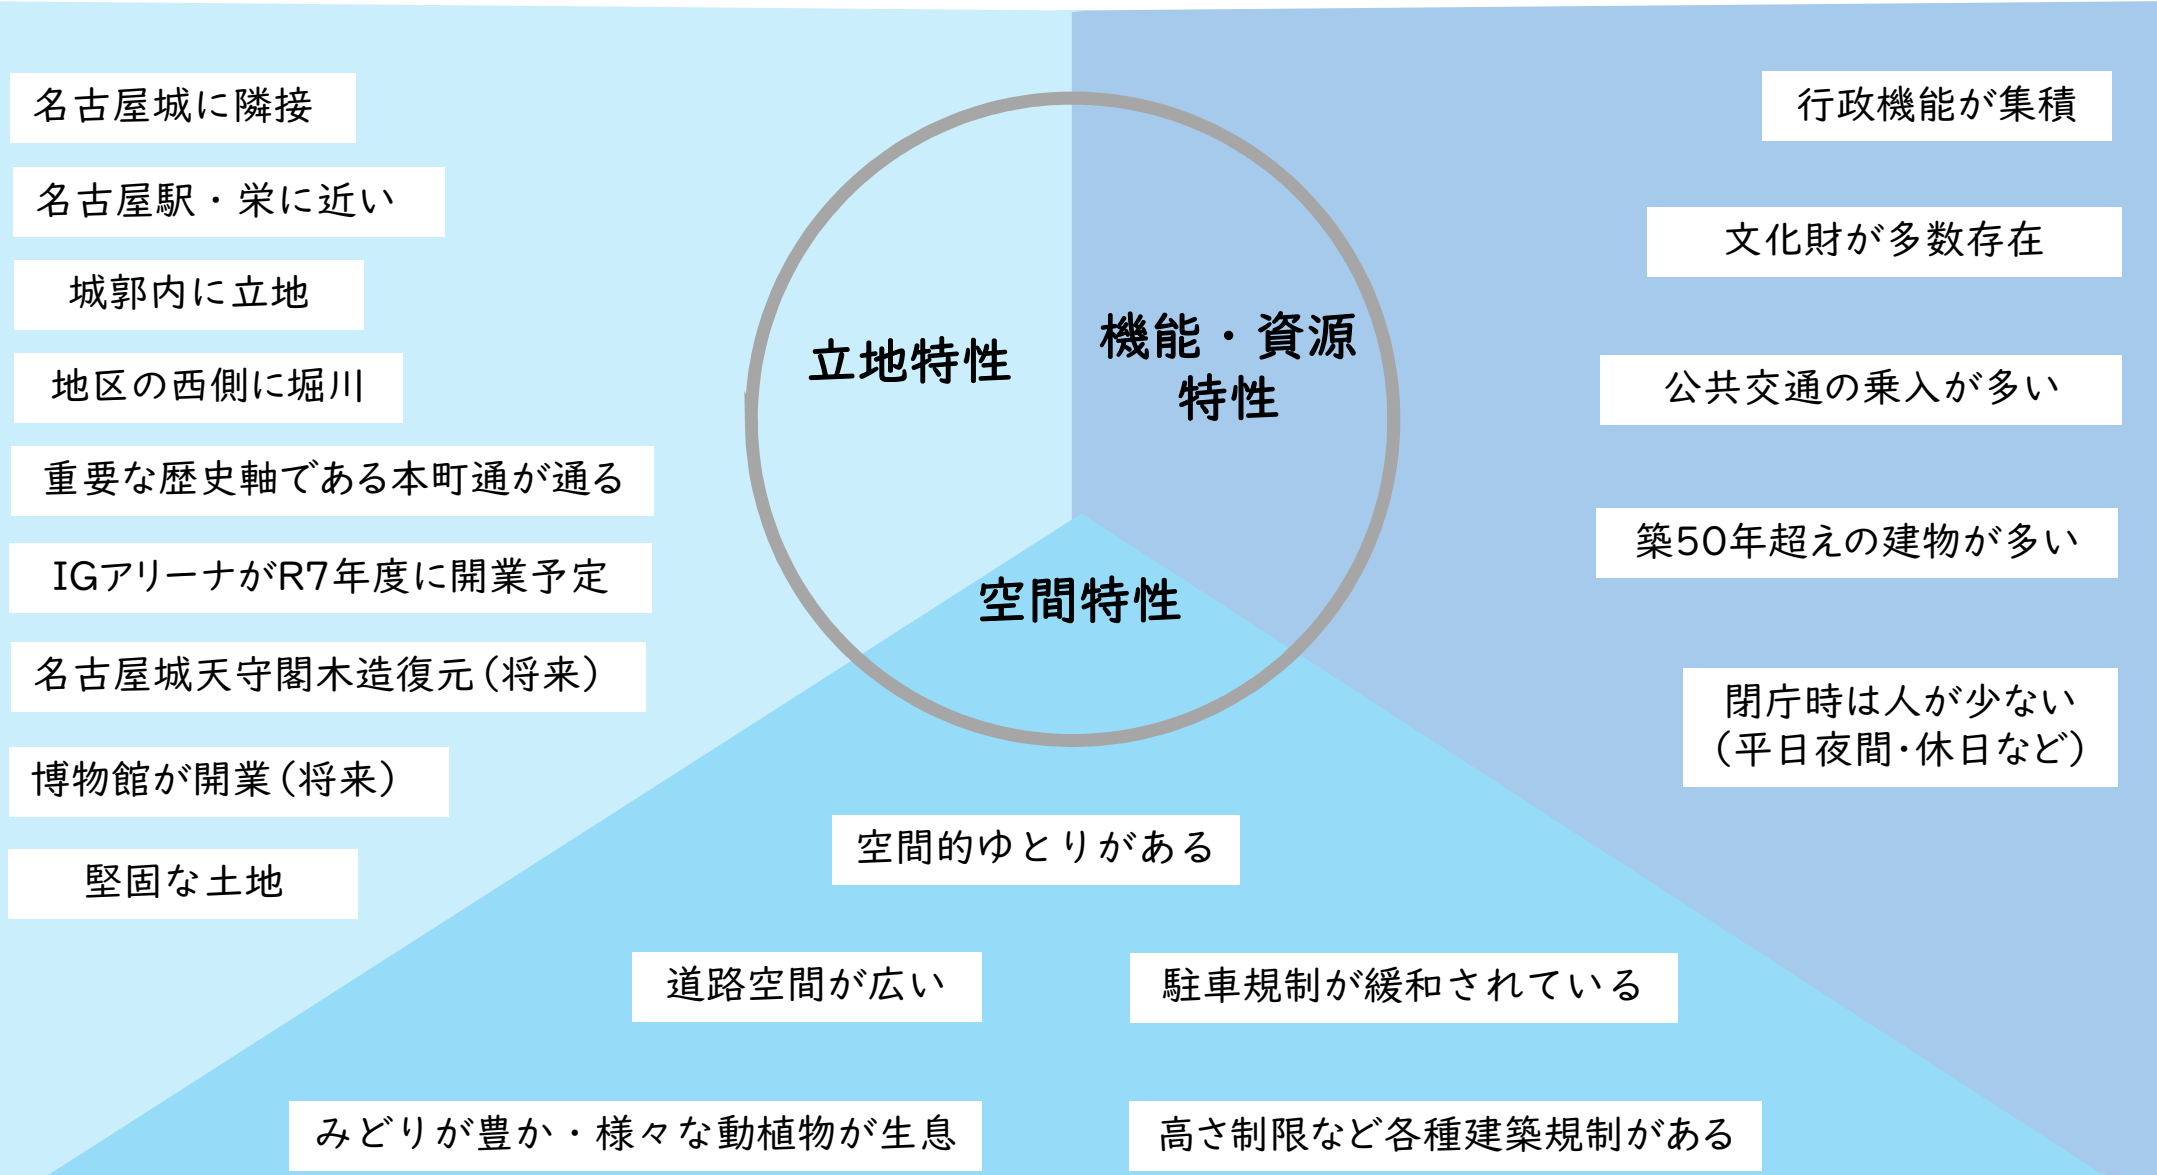 名古屋城に隣接
名古屋駅・栄に近い
城郭内に立地
地区の西側に堀川
重要な歴史軸である本町通が通る
IGアリーナがR7年度に開業予定
名古屋城天守閣木造復元(将来)
博物館が開業(将来)
堅固な土地
立地特性
機能・資源
特性
空間特性
行政機能が集積
文化財が多数存在
公共交通の乗入が多い
築50年超えの建物が多い
閉庁時は人が少ない
(平日夜間・休日など)
空間的ゆとりがある
道路空間が広い
駐車規制が緩和されている
みどりが豊か・様々な動植物が生息
高さ制限など各種建築規制がある